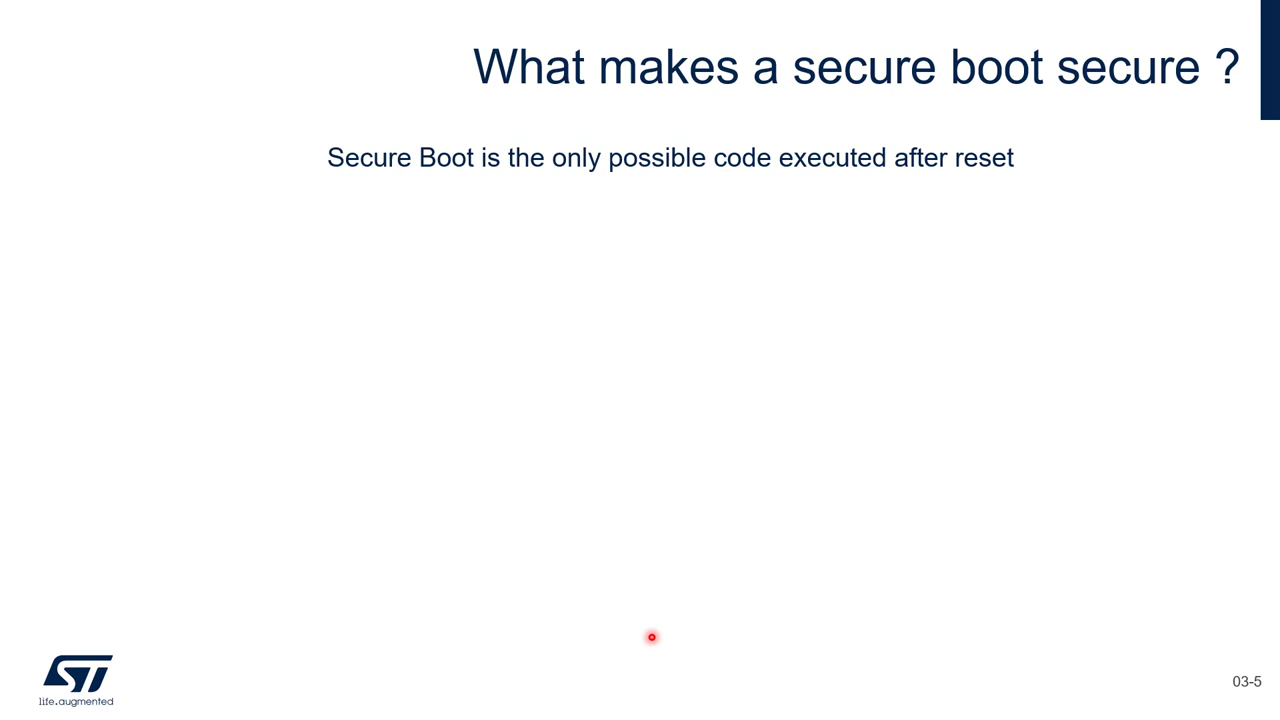 What makes a secure boot secure ?
Secure Boot is the only possible code executed after reset
ST
life.augmented
03-5